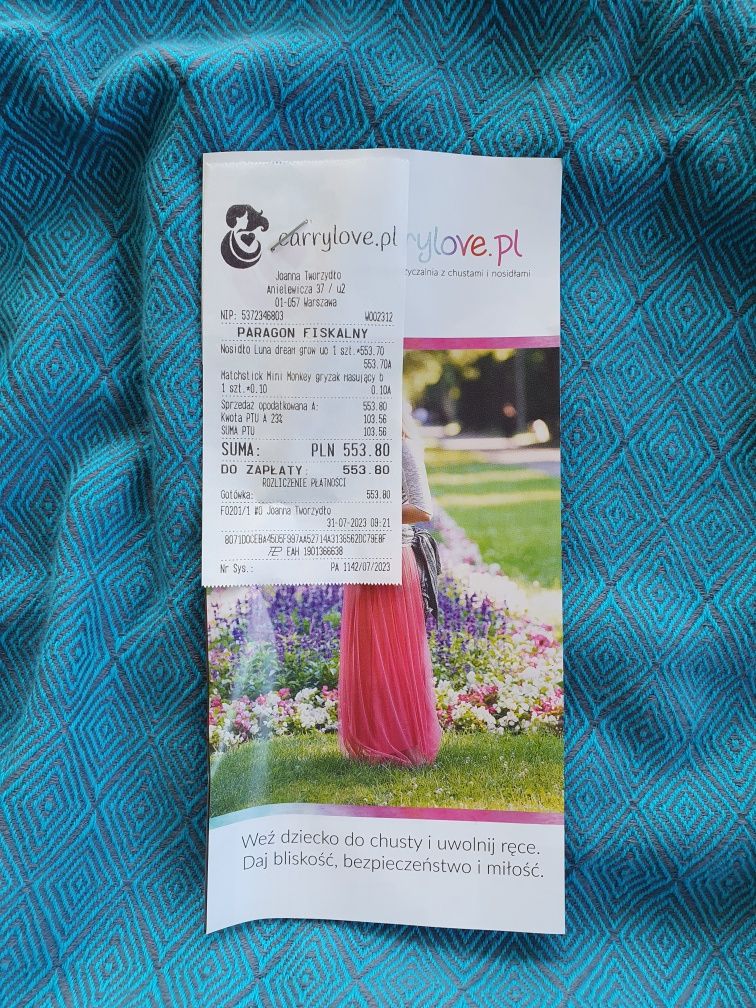 carrylove.pl
Joanna Tworzydło
Anielewicza 37 / u2
01-057 Warszawa
NIP: 5372346803 W002312
PARAGON FISKALNY
Nosidło Luna dream grow uo 1 szt.*553.70
553.70A
Matchstick Mini Monkey gryzak masujący b
1 szt.*0.10 0.10A
Sprzedaż opodatkowana A: 553.80
Kwota PTU A 23% 103.56
SUMA PTU 103.56
SUMA: PLN 553.80
DO ZAPŁATY: 553.80
ROZLICZENIE PŁATNOŚCI
Gotówka: 553.80
F0201/1 #0 Joanna Tworzydło
31-07-2023 09:21
EAH 1901366638
Nr Sys.: PA 1142/07/2023
rylove.pl
życzalnia z chustami i nosidłami
Weź dziecko do chusty i uwolnij ręce.
Daj bliskość, bezpieczeństwo i miłość.